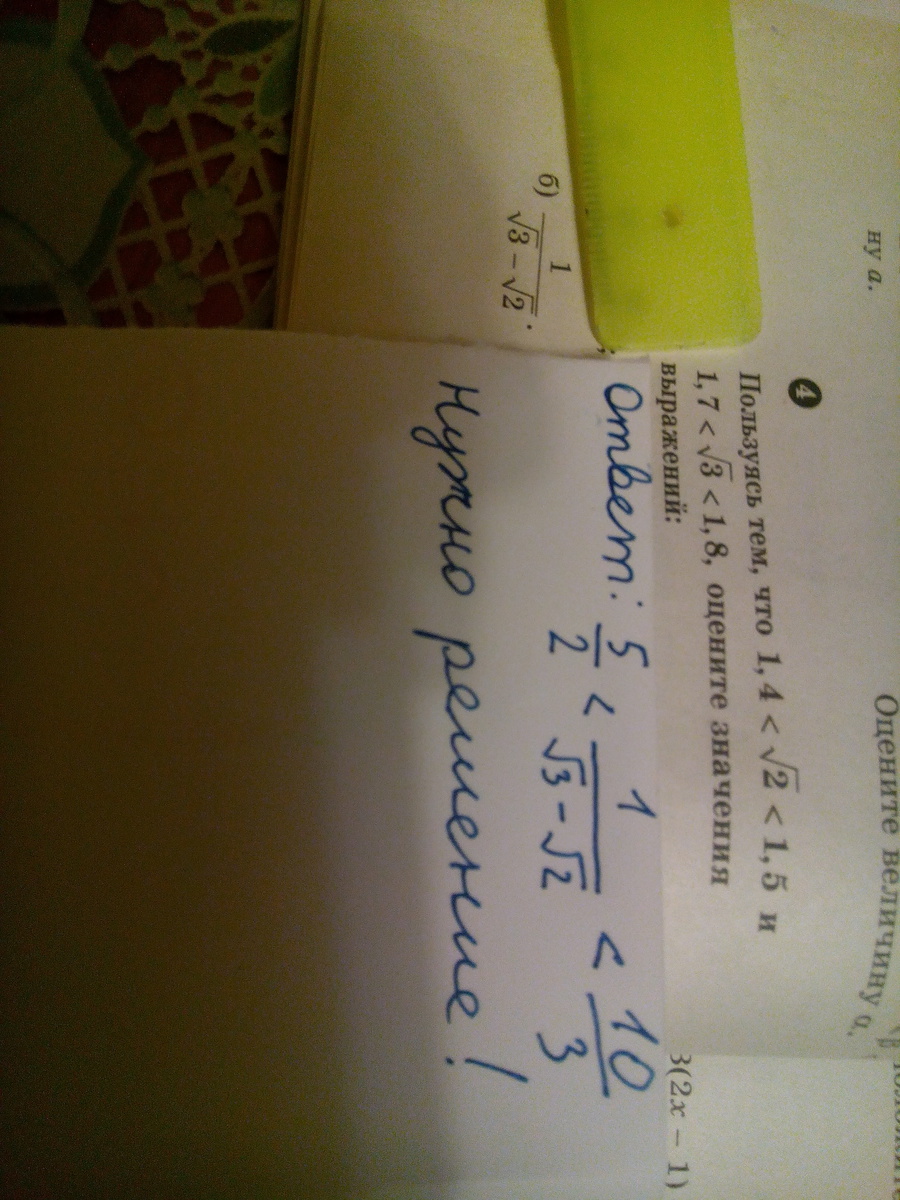 ну а.
Оцените величину а,
4
Пользуясь тем, что 1,4 < √2 < 1,5 и
1,7 < √3 < 1,8, оцените значения
выражений:
3(2x − 1)
;
б) 1/(√3 − √2).
Ответ: 5/2 < 1/(√3 − √2) < 10/3
Нужно решение!